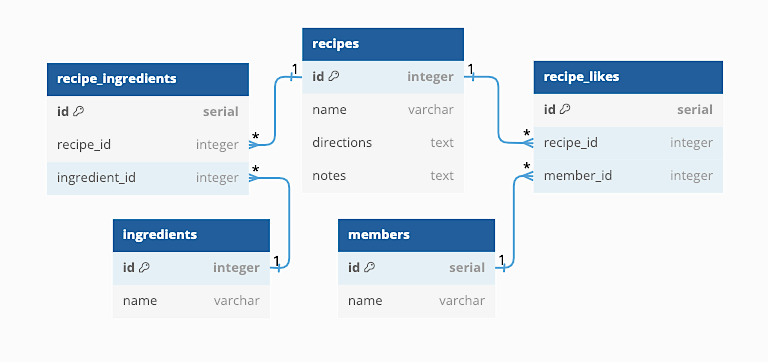 recipes
id integer
name varchar
directions text
notes text
recipe_ingredients
id serial
recipe_id integer
ingredient_id integer
recipe_likes
id serial
recipe_id integer
member_id integer
ingredients
id integer
name varchar
members
id serial
name varchar
1
*
1
*
*
1
*
1